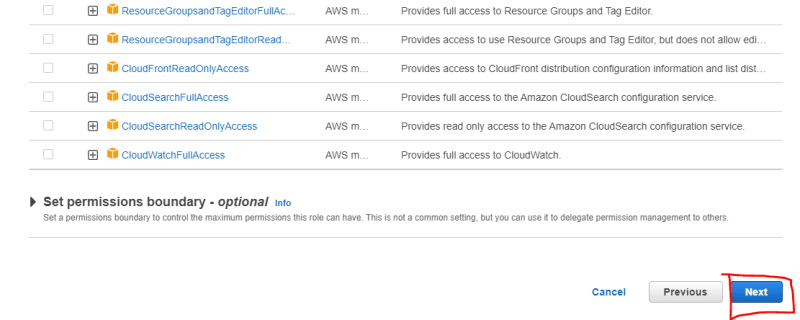 ResourceGroupsandTagEditorFullAc... AWS m... Provides full access to Resource Groups and Tag Editor.
ResourceGroupsandTagEditorRead... AWS m... Provides access to use Resource Groups and Tag Editor, but does not allow edi...
CloudFrontReadOnlyAccess AWS m... Provides access to CloudFront distribution configuration information and list dist...
CloudSearchFullAccess AWS m... Provides full access to the Amazon CloudSearch configuration service.
CloudSearchReadOnlyAccess AWS m... Provides read only access to the Amazon CloudSearch configuration service.
CloudWatchFullAccess AWS m... Provides full access to CloudWatch.
Set permissions boundary - optional Info
Set a permissions boundary to control the maximum permissions this role can have. This is not a common setting, but you can use it to delegate permission management to others.
Cancel Previous Next